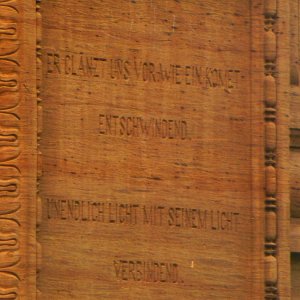 ER GLÄNZT UNS VOR, WIE EIN KOMET
ENTSCHWINDEND,
UNENDLICH LICHT MIT SEINEM LICHT
VERBINDEND.